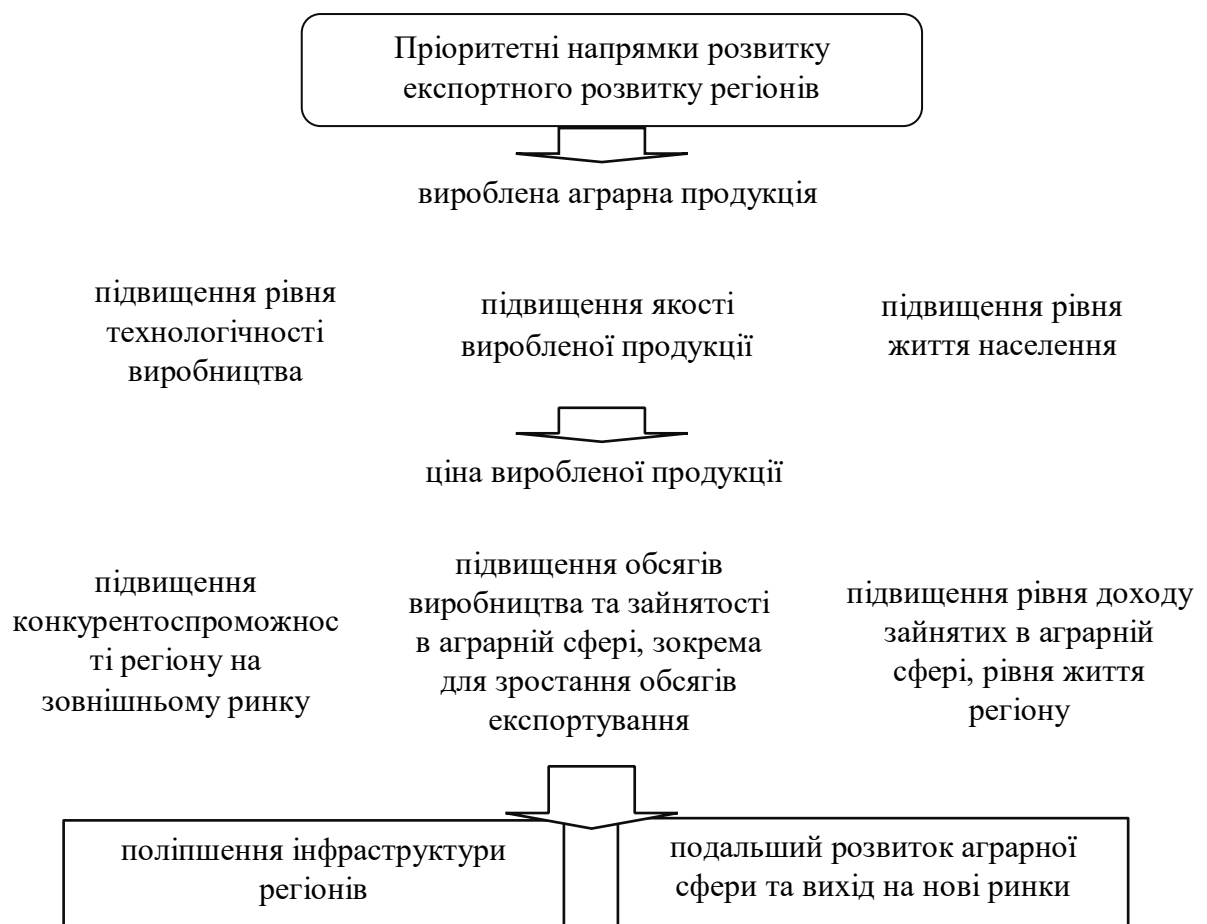 Пріоритетні напрямки розвитку
експортного розвитку регіонів
вироблена аграрна продукція
підвищення рівня
технологічності
виробництва
підвищення якості
виробленої продукції
підвищення рівня
життя населення
ціна виробленої продукції
підвищення
конкурентоспроможнос
ті регіону на
зовнішньому ринку
підвищення обсягів
виробництва та зайнятості
в аграрній сфері, зокрема
для зростання обсягів
експортування
підвищення рівня доходу
зайнятих в аграрній
сфері, рівня життя
регіону
поліпшення інфраструктури
регіонів
подальший розвиток аграрної
сфери та вихід на нові ринки